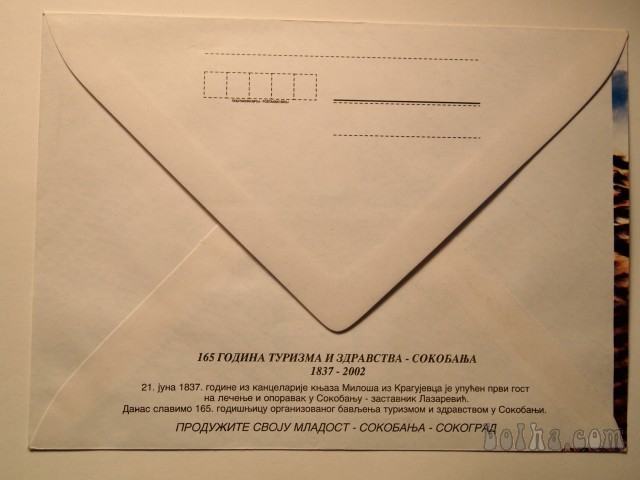 165 ГОДИНА ТУРИЗМА И ЗДРАВСТВА - СОКОБАЊА
1837 - 2002
21. јуна 1837. године из канцеларије књаза Милоша из Крагујевца је упућен први гост
на лечење и опоравак у Сокобању - заставник Лазаревић.
Данас славимо 165. годишњицу организованог бављења туризмом и здравством у Сокобањи.
ПРОДУЖИТЕ СВОЈУ МЛАДОСТ - СОКОБАЊА - СОКОГРАД
bolha.com